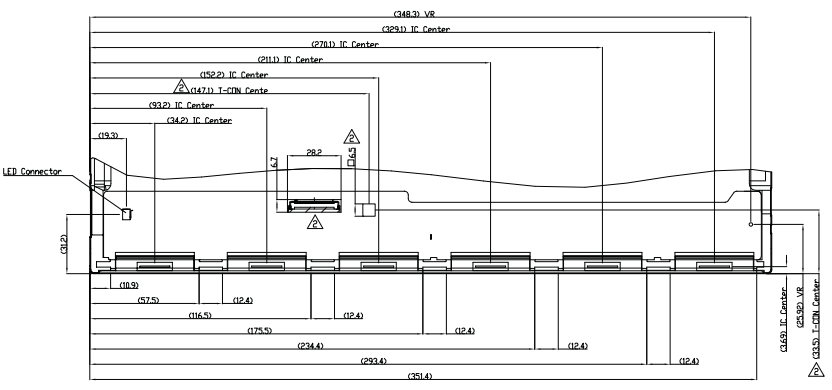 (348.3) VR
(329.1) IC Center
(270.1) IC Center
(211.1) IC Center
(152.2) IC Center
2 (147.1) T-CON Cente
(93.2) IC Center
(34.2) IC Center
(19.3)
28.2
6.7
2
□6.5
LED Connector
2
(31.2)
(10.9)
(57.5)
(12.4)
(116.5)
(12.4)
(175.5)
(12.4)
(234.4)
(12.4)
(293.4)
(12.4)
(351.4)
(3.69) IC Center
(25.92) VR
2 (33.5) T-CON Center